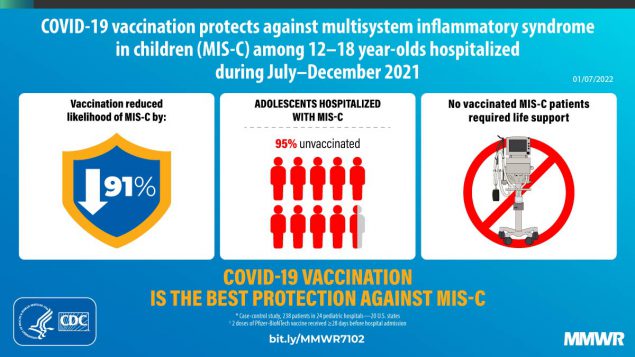 COVID-19 vaccination protects against multisystem inflammatory syndrome
in children (MIS-C) among 12–18 year-olds hospitalized
during July–December 2021
01/07/2022
Vaccination reduced
likelihood of MIS-C by:
91%
ADOLESCENTS HOSPITALIZED
WITH MIS-C
95% unvaccinated
No vaccinated MIS-C patients
required life support
COVID-19 VACCINATION
IS THE BEST PROTECTION AGAINST MIS-C
* Case-control study, 238 patients in 24 pediatric hospitals—20 U.S. states
† 2 doses of Pfizer-BioNTech vaccine received ≥28 days before hospital admission
CDC
bit.ly/MMWR7102
MMWR